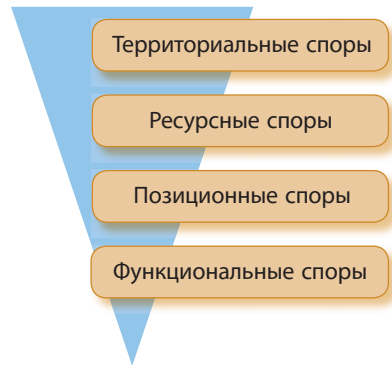 Территориальные споры
Ресурсные споры
Позиционные споры
Функциональные споры